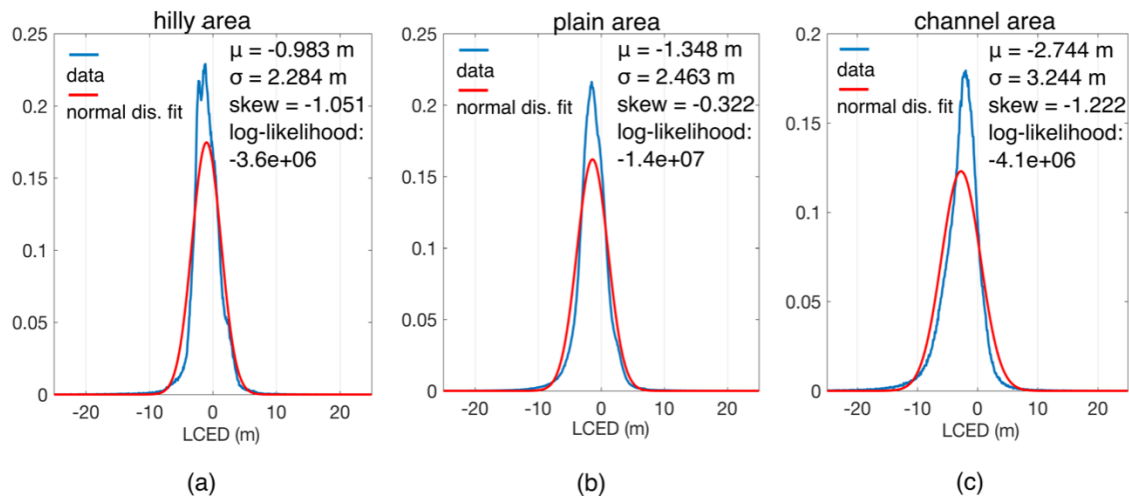 hilly area
data
normal dis. fit
μ = -0.983 m
σ = 2.284 m
skew = -1.051
log-likelihood:
-3.6e+06
0.25
0.2
0.15
0.1
0.05
0
-20
-10
0
10
20
LCED (m)
(a)
plain area
data
normal dis. fit
μ = -1.348 m
σ = 2.463 m
skew = -0.322
log-likelihood:
-1.4e+07
0.25
0.2
0.15
0.1
0.05
0
-20
-10
0
10
20
LCED (m)
(b)
channel area
data
normal dis. fit
μ = -2.744 m
σ = 3.244 m
skew = -1.222
log-likelihood:
-4.1e+06
0.2
0.15
0.1
0.05
0
-20
-10
0
10
20
LCED (m)
(c)